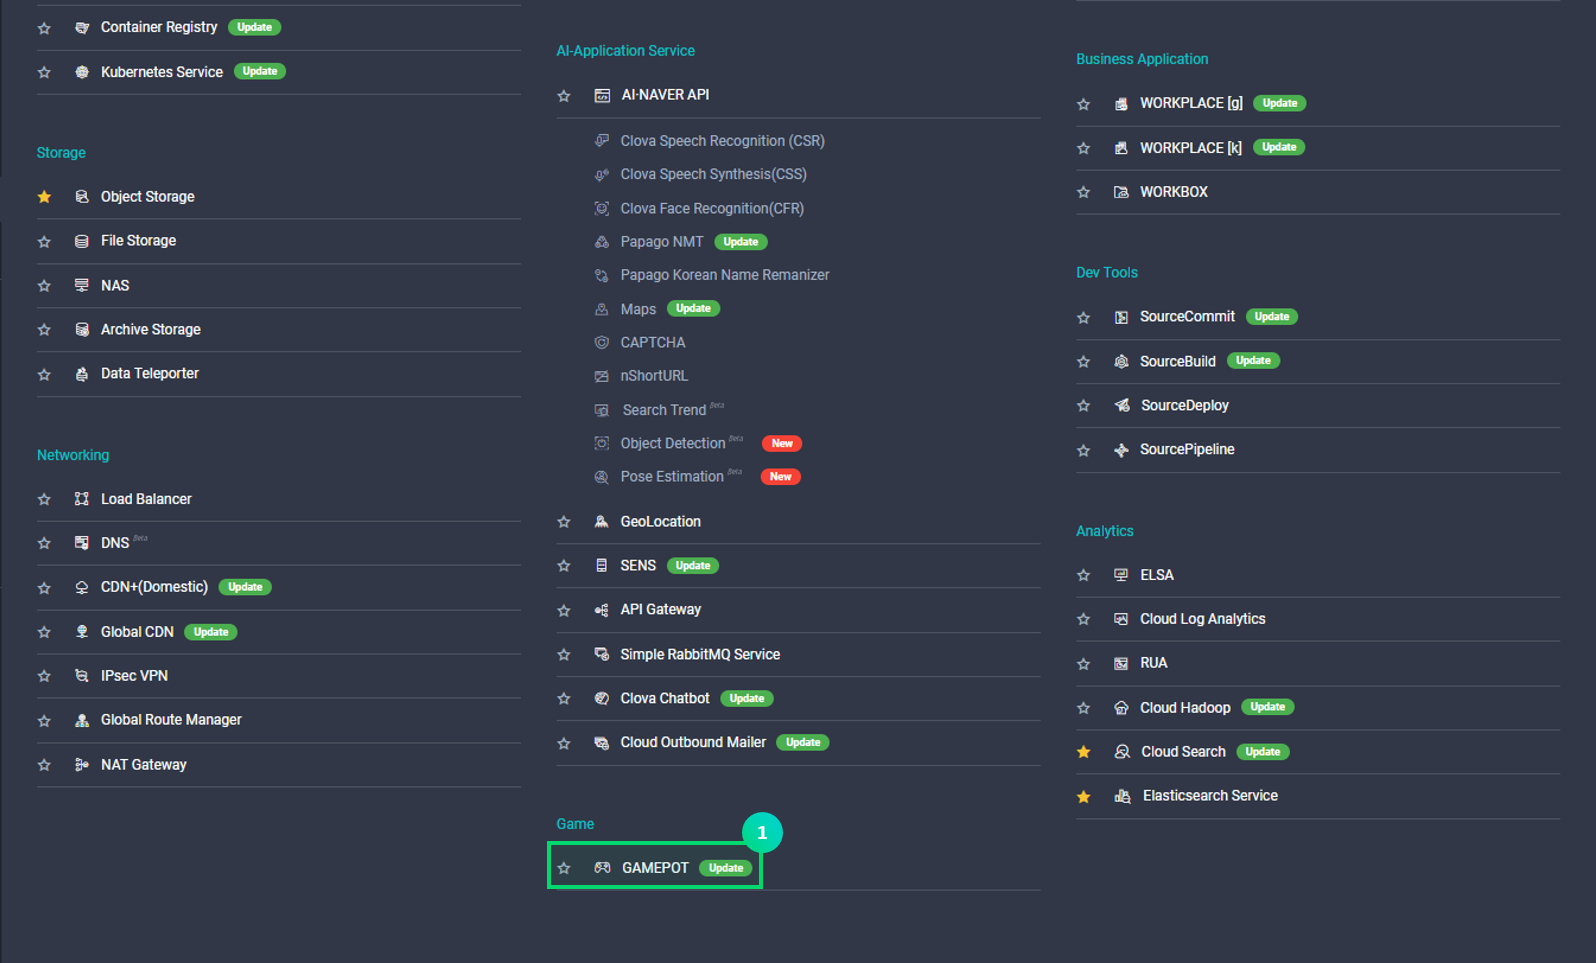 Container Registry Update
Kubernetes Service Update
Storage
Object Storage
File Storage
NAS
Archive Storage
Data Teleporter
Networking
Load Balancer
DNS Beta
CDN+(Domestic) Update
Global CDN Update
IPsec VPN
Global Route Manager
NAT Gateway
AI-Application Service
AI·NAVER API
Clova Speech Recognition (CSR)
Clova Speech Synthesis(CSS)
Clova Face Recognition(CFR)
Papago NMT Update
Papago Korean Name Remanizer
Maps Update
CAPTCHA
nShortURL
Search Trend Beta
Object Detection Beta New
Pose Estimation Beta New
GeoLocation
SENS Update
API Gateway
Simple RabbitMQ Service
Clova Chatbot Update
Cloud Outbound Mailer Update
Game
1
GAMEPOT Update
Business Application
WORKPLACE [g] Update
WORKPLACE [k] Update
WORKBOX
Dev Tools
SourceCommit Update
SourceBuild Update
SourceDeploy
SourcePipeline
Analytics
ELSA
Cloud Log Analytics
RUA
Cloud Hadoop Update
Cloud Search Update
Elasticsearch Service